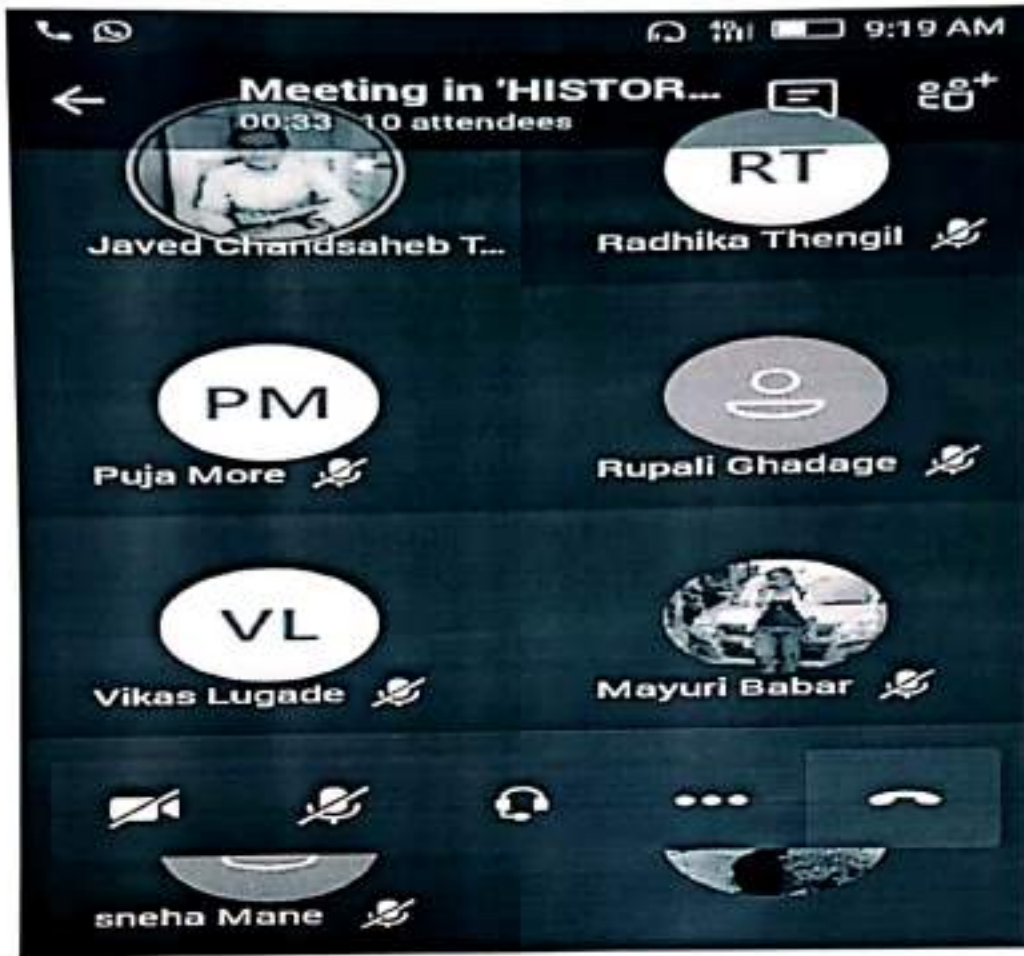 9:19 AM
Meeting in 'HISTOR...
00:33 10 attendees
RT
Javed Chandsaheb T...
Radhika Thengil
PM
Puja More
Rupali Ghadage
VL
Vikas Lugade
Mayuri Babar
sneha Mane